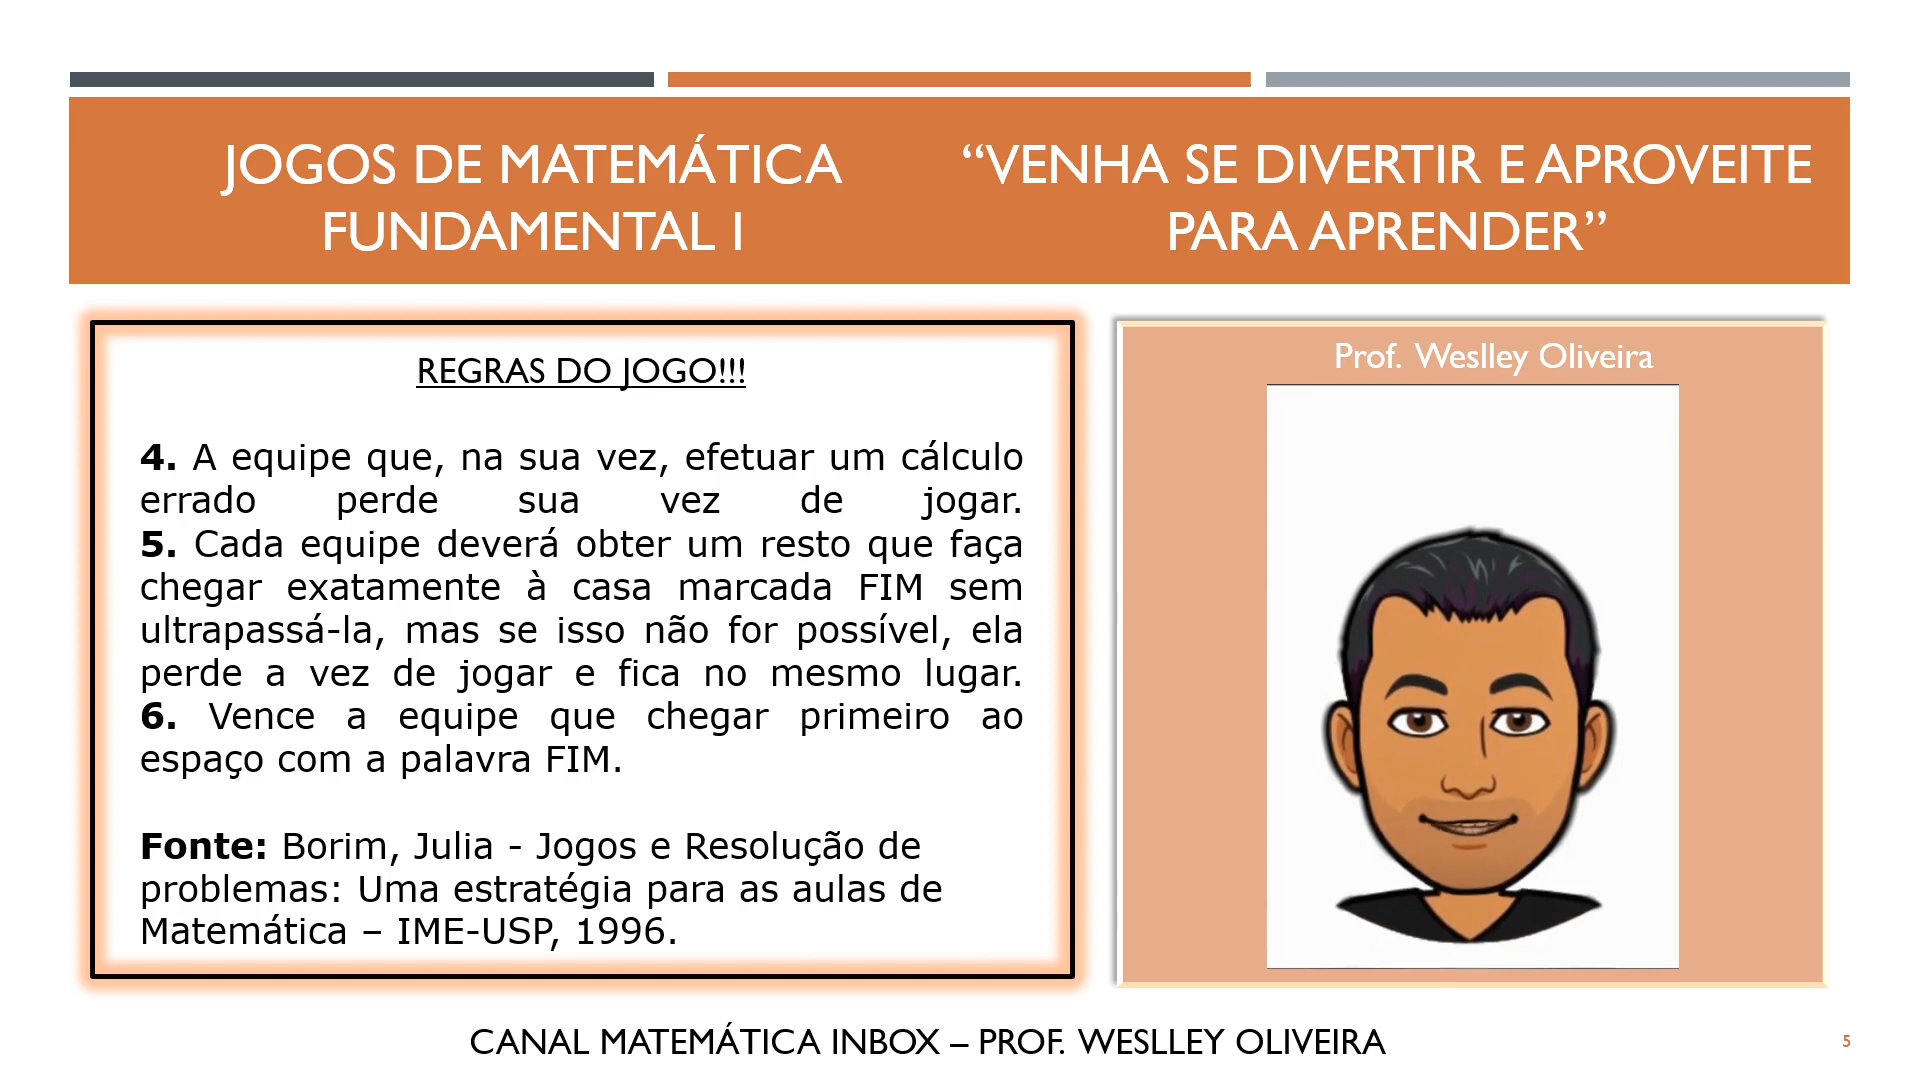 JOGOS DE MATEMÁTICA
FUNDAMENTAL I
“VENHA SE DIVERTIR E APROVEITE
PARA APRENDER”
REGRAS DO JOGO!!!
4. A equipe que, na sua vez, efetuar um cálculo
errado perde sua vez de jogar.
5. Cada equipe deverá obter um resto que faça
chegar exatamente à casa marcada FIM sem
ultrapassá-la, mas se isso não for possível, ela
perde a vez de jogar e fica no mesmo lugar.
6. Vence a equipe que chegar primeiro ao
espaço com a palavra FIM.
Fonte: Borim, Julia - Jogos e Resolução de
problemas: Uma estratégia para as aulas de
Matemática – IME-USP, 1996.
Prof. Weslley Oliveira
CANAL MATEMÁTICA INBOX – PROF. WESLLEY OLIVEIRA
5